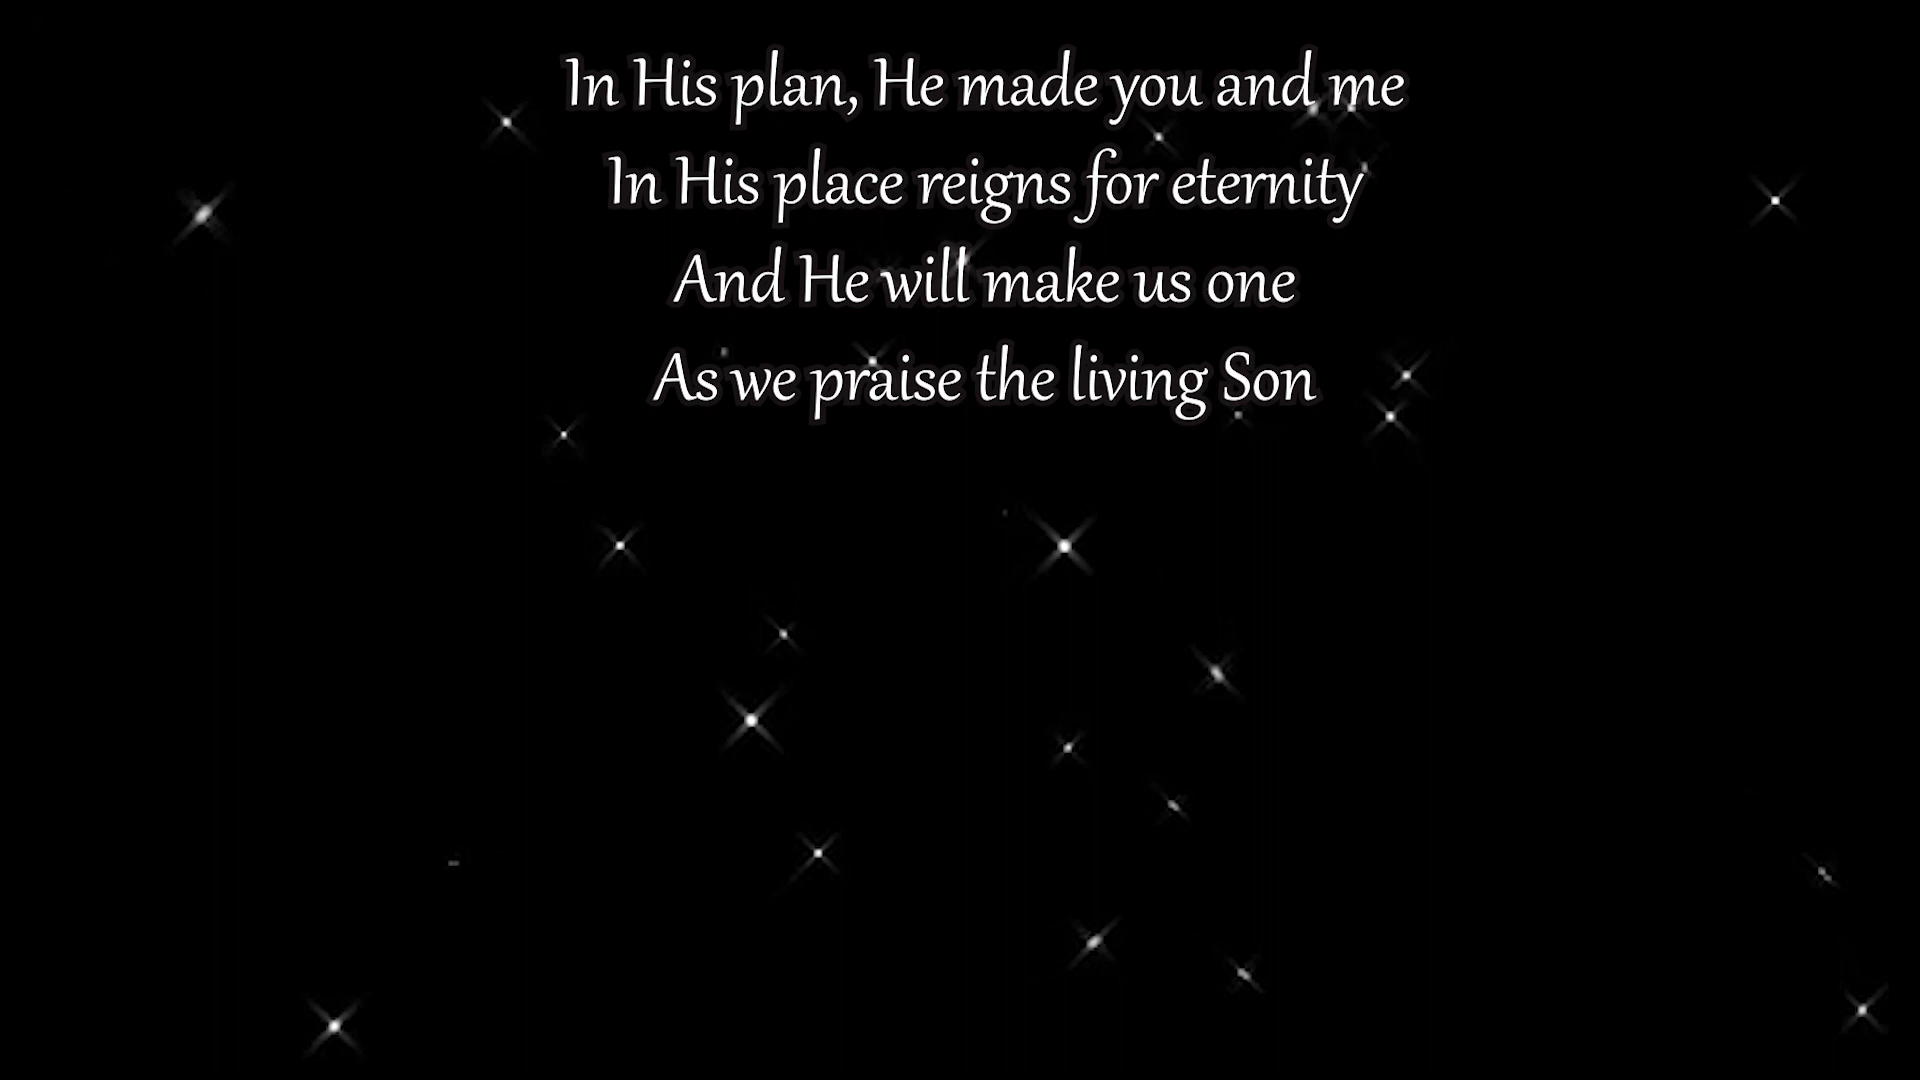 In His plan, He made you and me
In His place reigns for eternity
And He will make us one
As we praise the living Son